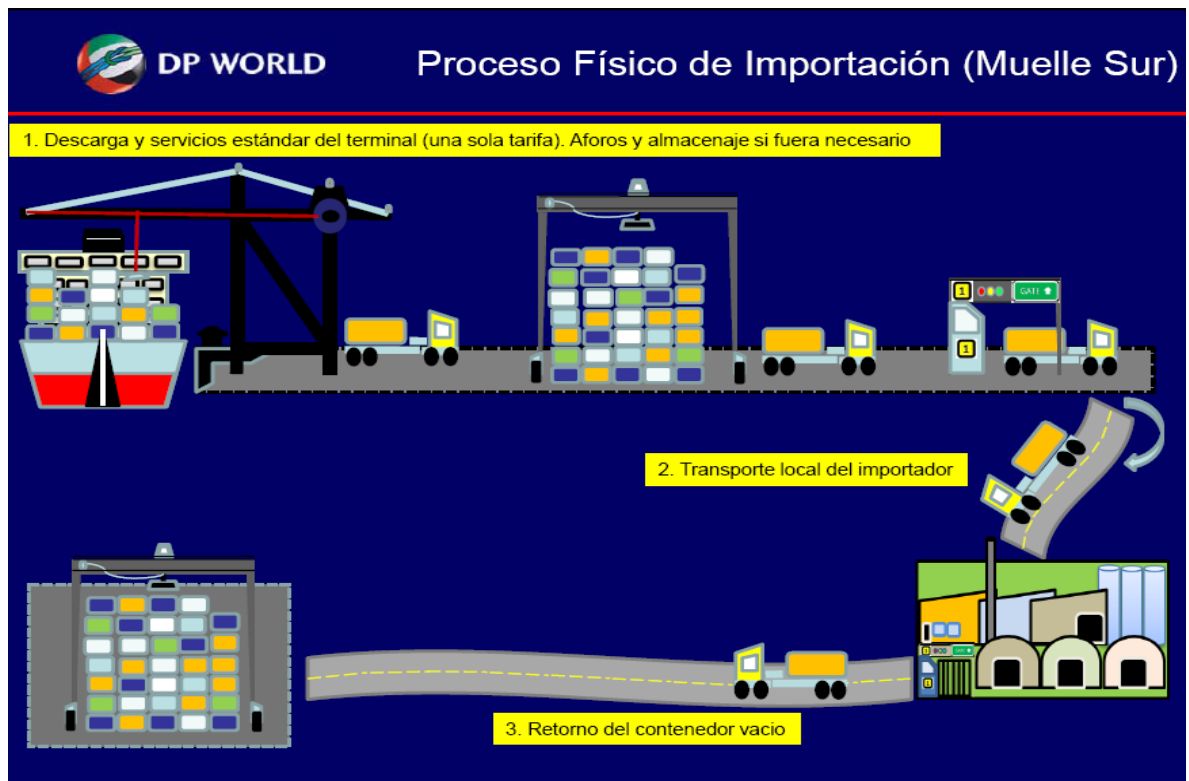 DP WORLD
Proceso Físico de Importación (Muelle Sur)
1. Descarga y servicios estándar del terminal (una sola tarifa). Aforos y almacenaje si fuera necesario
1
GATE
1
2. Transporte local del importador
3. Retorno del contenedor vacio